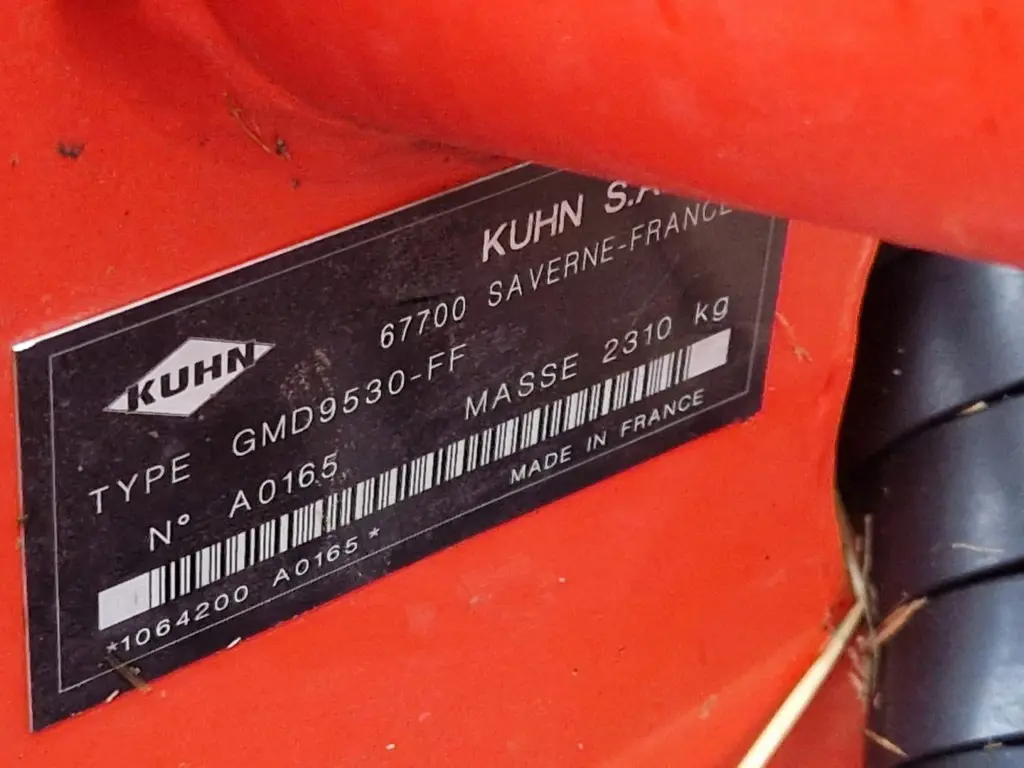 KUHN S.A
67700 SAVERNE-FRANCE
KUHN
TYPE GMD9530-FF
N° A0165 MASSE 2310 kg
*1064200 A0165*
MADE IN FRANCE